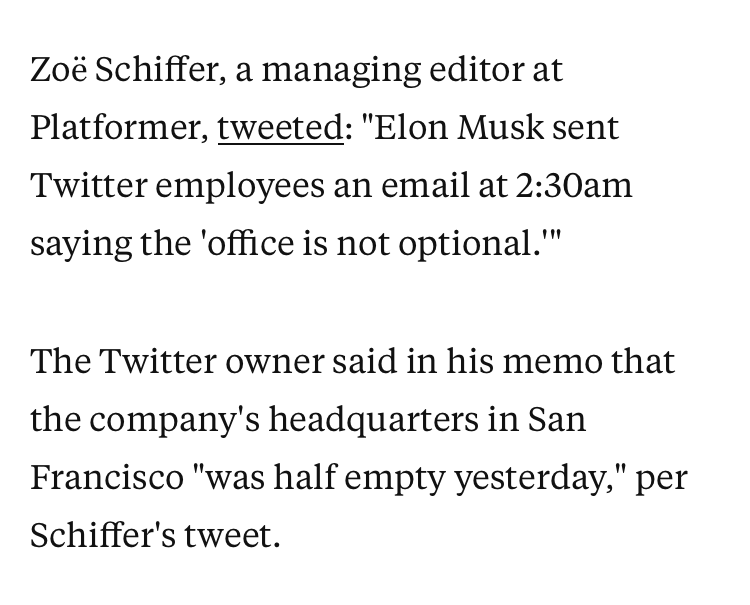 Zoë Schiffer, a managing editor at
Platformer, tweeted: "Elon Musk sent
Twitter employees an email at 2:30am
saying the 'office is not optional.'"
The Twitter owner said in his memo that
the company's headquarters in San
Francisco "was half empty yesterday," per
Schiffer's tweet.